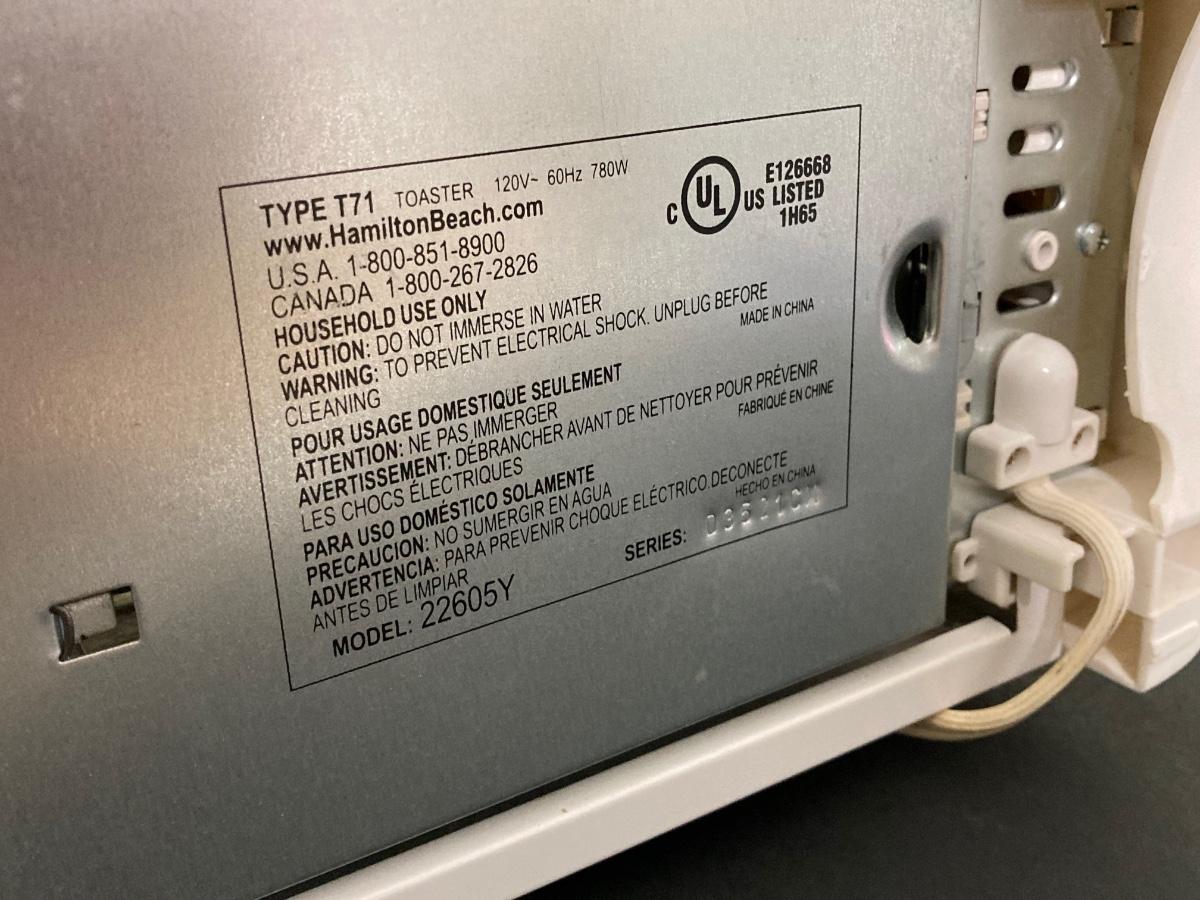 TYPE T71 TOASTER 120V~ 60Hz 780W
www.HamiltonBeach.com
U.S.A. 1-800-851-8900
CANADA 1-800-267-2826
C UL US
E126668
LISTED
1H65
HOUSEHOLD USE ONLY
CAUTION: DO NOT IMMERSE IN WATER
WARNING: TO PREVENT ELECTRICAL SHOCK. UNPLUG BEFORE
CLEANING
MADE IN CHINA
POUR USAGE DOMESTIQUE SEULEMENT
ATTENTION: NE PAS IMMERGER
AVERTISSEMENT: DÉBRANCHER AVANT DE NETTOYER POUR PRÉVENIR
LES CHOCS ÉLECTRIQUES
FABRIQUÉ EN CHINE
PARA USO DOMÉSTICO SOLAMENTE
PRECAUCION: NO SUMERGIR EN AGUA
ADVERTENCIA: PARA PREVENIR CHOQUE ELÉCTRICO.DECONECTE
ANTES DE LIMPIAR
HECHO EN CHINA
MODEL: 22605Y
SERIES: